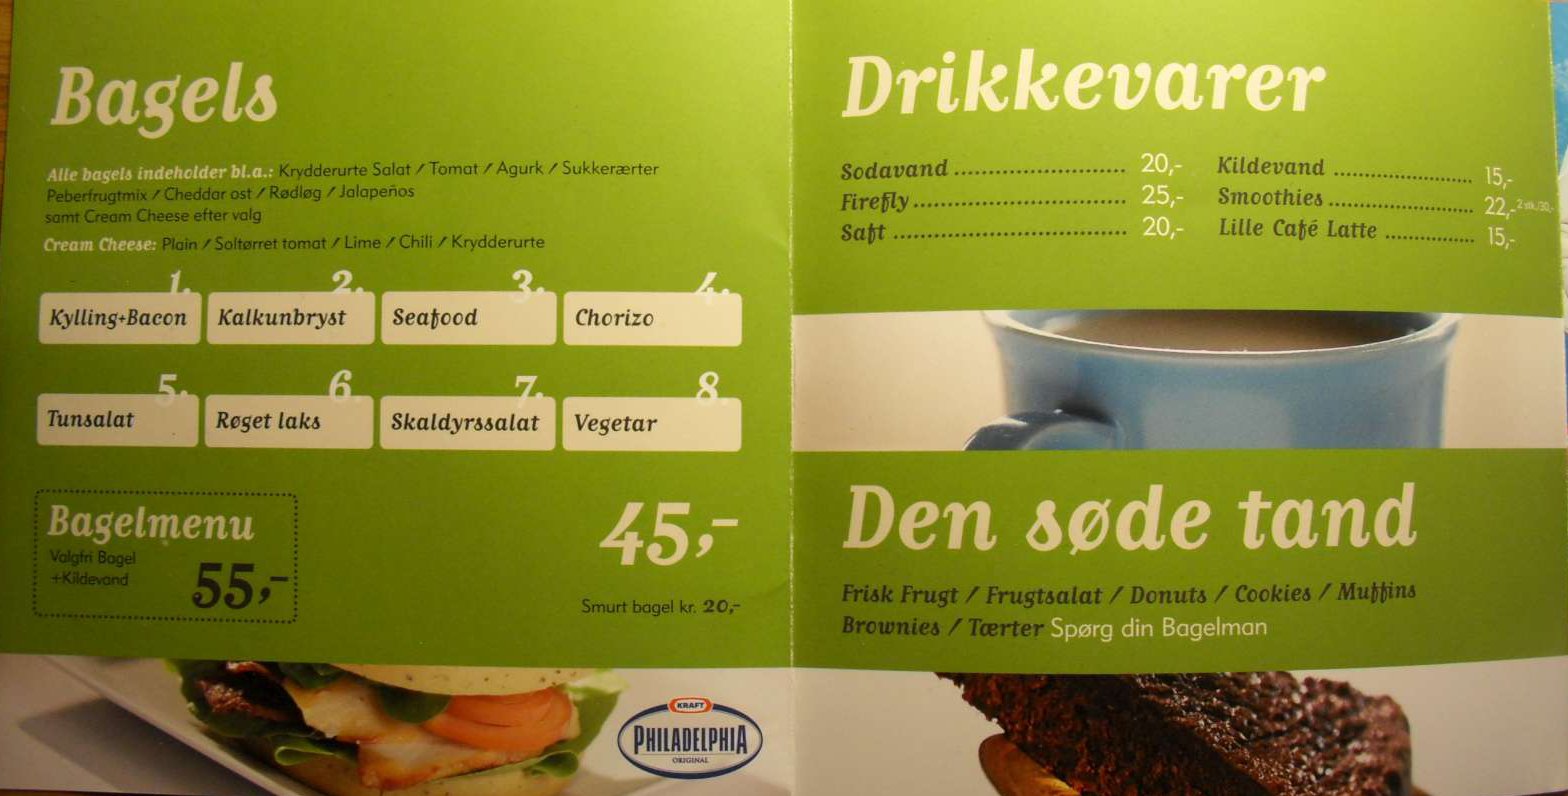 Bagels
Alle bagels indeholder bl.a.: Krydderurte Salat / Tomat / Agurk / Sukkerærter
Peberfrugtmix / Cheddar ost / Rødløg / Jalapeños
samt Cream Cheese efter valg
Cream Cheese: Plain / Soltørret tomat / Lime / Chili / Krydderurte
1. 2. 3. 4.
Kylling+Bacon Kalkunbryst Seafood Chorizo
5. 6. 7. 8.
Tunsalat Røget laks Skaldyrssalat Vegetar
Bagelmenu
Valgfri Bagel
+Kildevand
55,-
45,-
Smurt bagel kr. 20,-
KRAFT
PHILADELPHIA
ORIGINAL
Drikkevarer
Sodavand .......................... 20,- Kildevand ..................... 15,-
Firefly ................................ 25,- Smoothies ...................... 22,- 2 stk./30,-
Saft ................................... 20,- Lille Café Latte .............. 15,-
Den søde tand
Frisk Frugt / Frugtsalat / Donuts / Cookies / Muffins
Brownies / Tærter Spørg din Bagelman